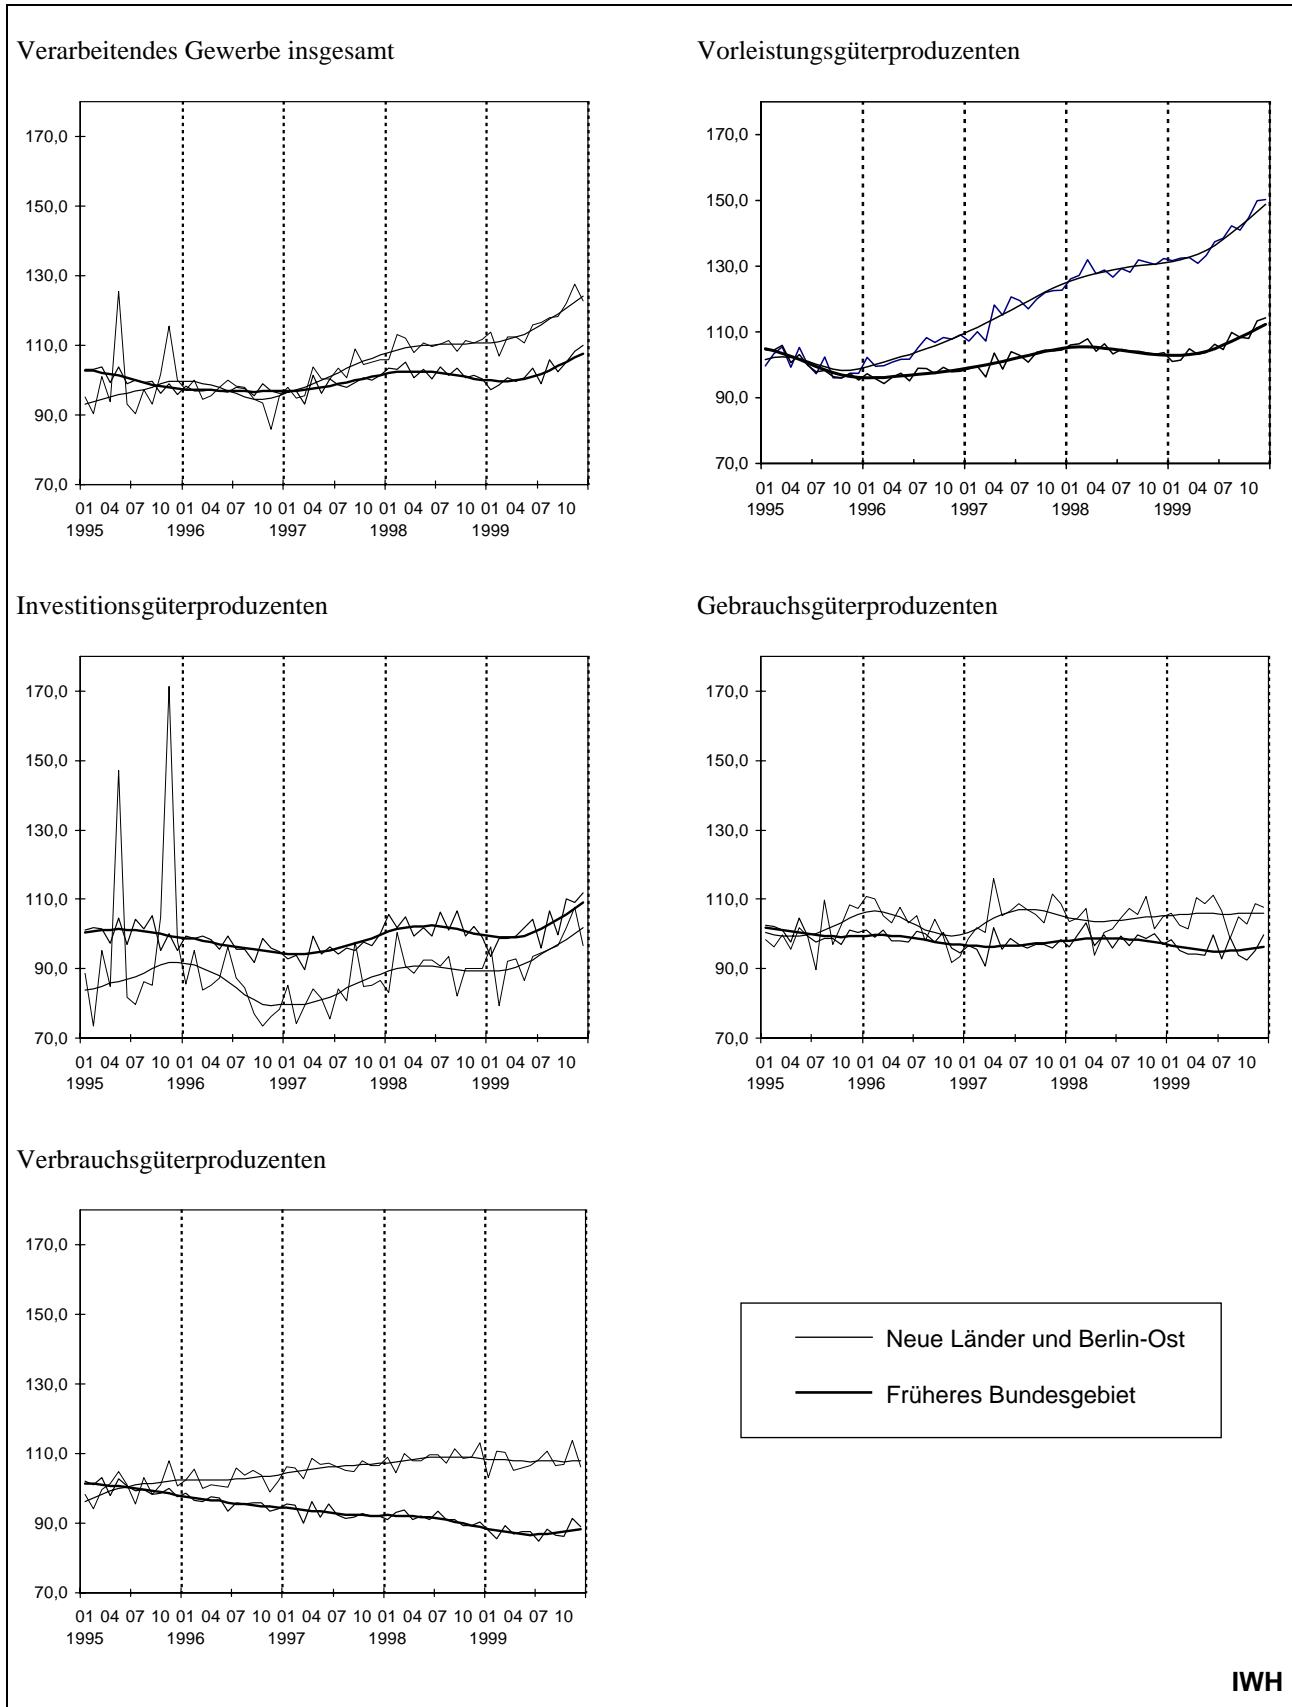 Verarbeitendes Gewerbe insgesamt
170,0
150,0
130,0
110,0
90,0
70,0
01 04 07 10 01 04 07 10 01 04 07 10 01 04 07 10 01 04 07 10
1995 1996 1997 1998 1999
Vorleistungsgüterproduzenten
170,0
150,0
130,0
110,0
90,0
70,0
01 04 07 10 01 04 07 10 01 04 07 10 01 04 07 10 01 04 07 10
1995 1996 1997 1998 1999
Investitionsgüterproduzenten
170,0
150,0
130,0
110,0
90,0
70,0
01 04 07 10 01 04 07 10 01 04 07 10 01 04 07 10 01 04 07 10
1995 1996 1997 1998 1999
Gebrauchsgüterproduzenten
170,0
150,0
130,0
110,0
90,0
70,0
01 04 07 10 01 04 07 10 01 04 07 10 01 04 07 10 01 04 07 10
1995 1996 1997 1998 1999
Verbrauchsgüterproduzenten
170,0
150,0
130,0
110,0
90,0
70,0
01 04 07 10 01 04 07 10 01 04 07 10 01 04 07 10 01 04 07 10
1995 1996 1997 1998 1999
Neue Länder und Berlin-Ost
Früheres Bundesgebiet
IWH